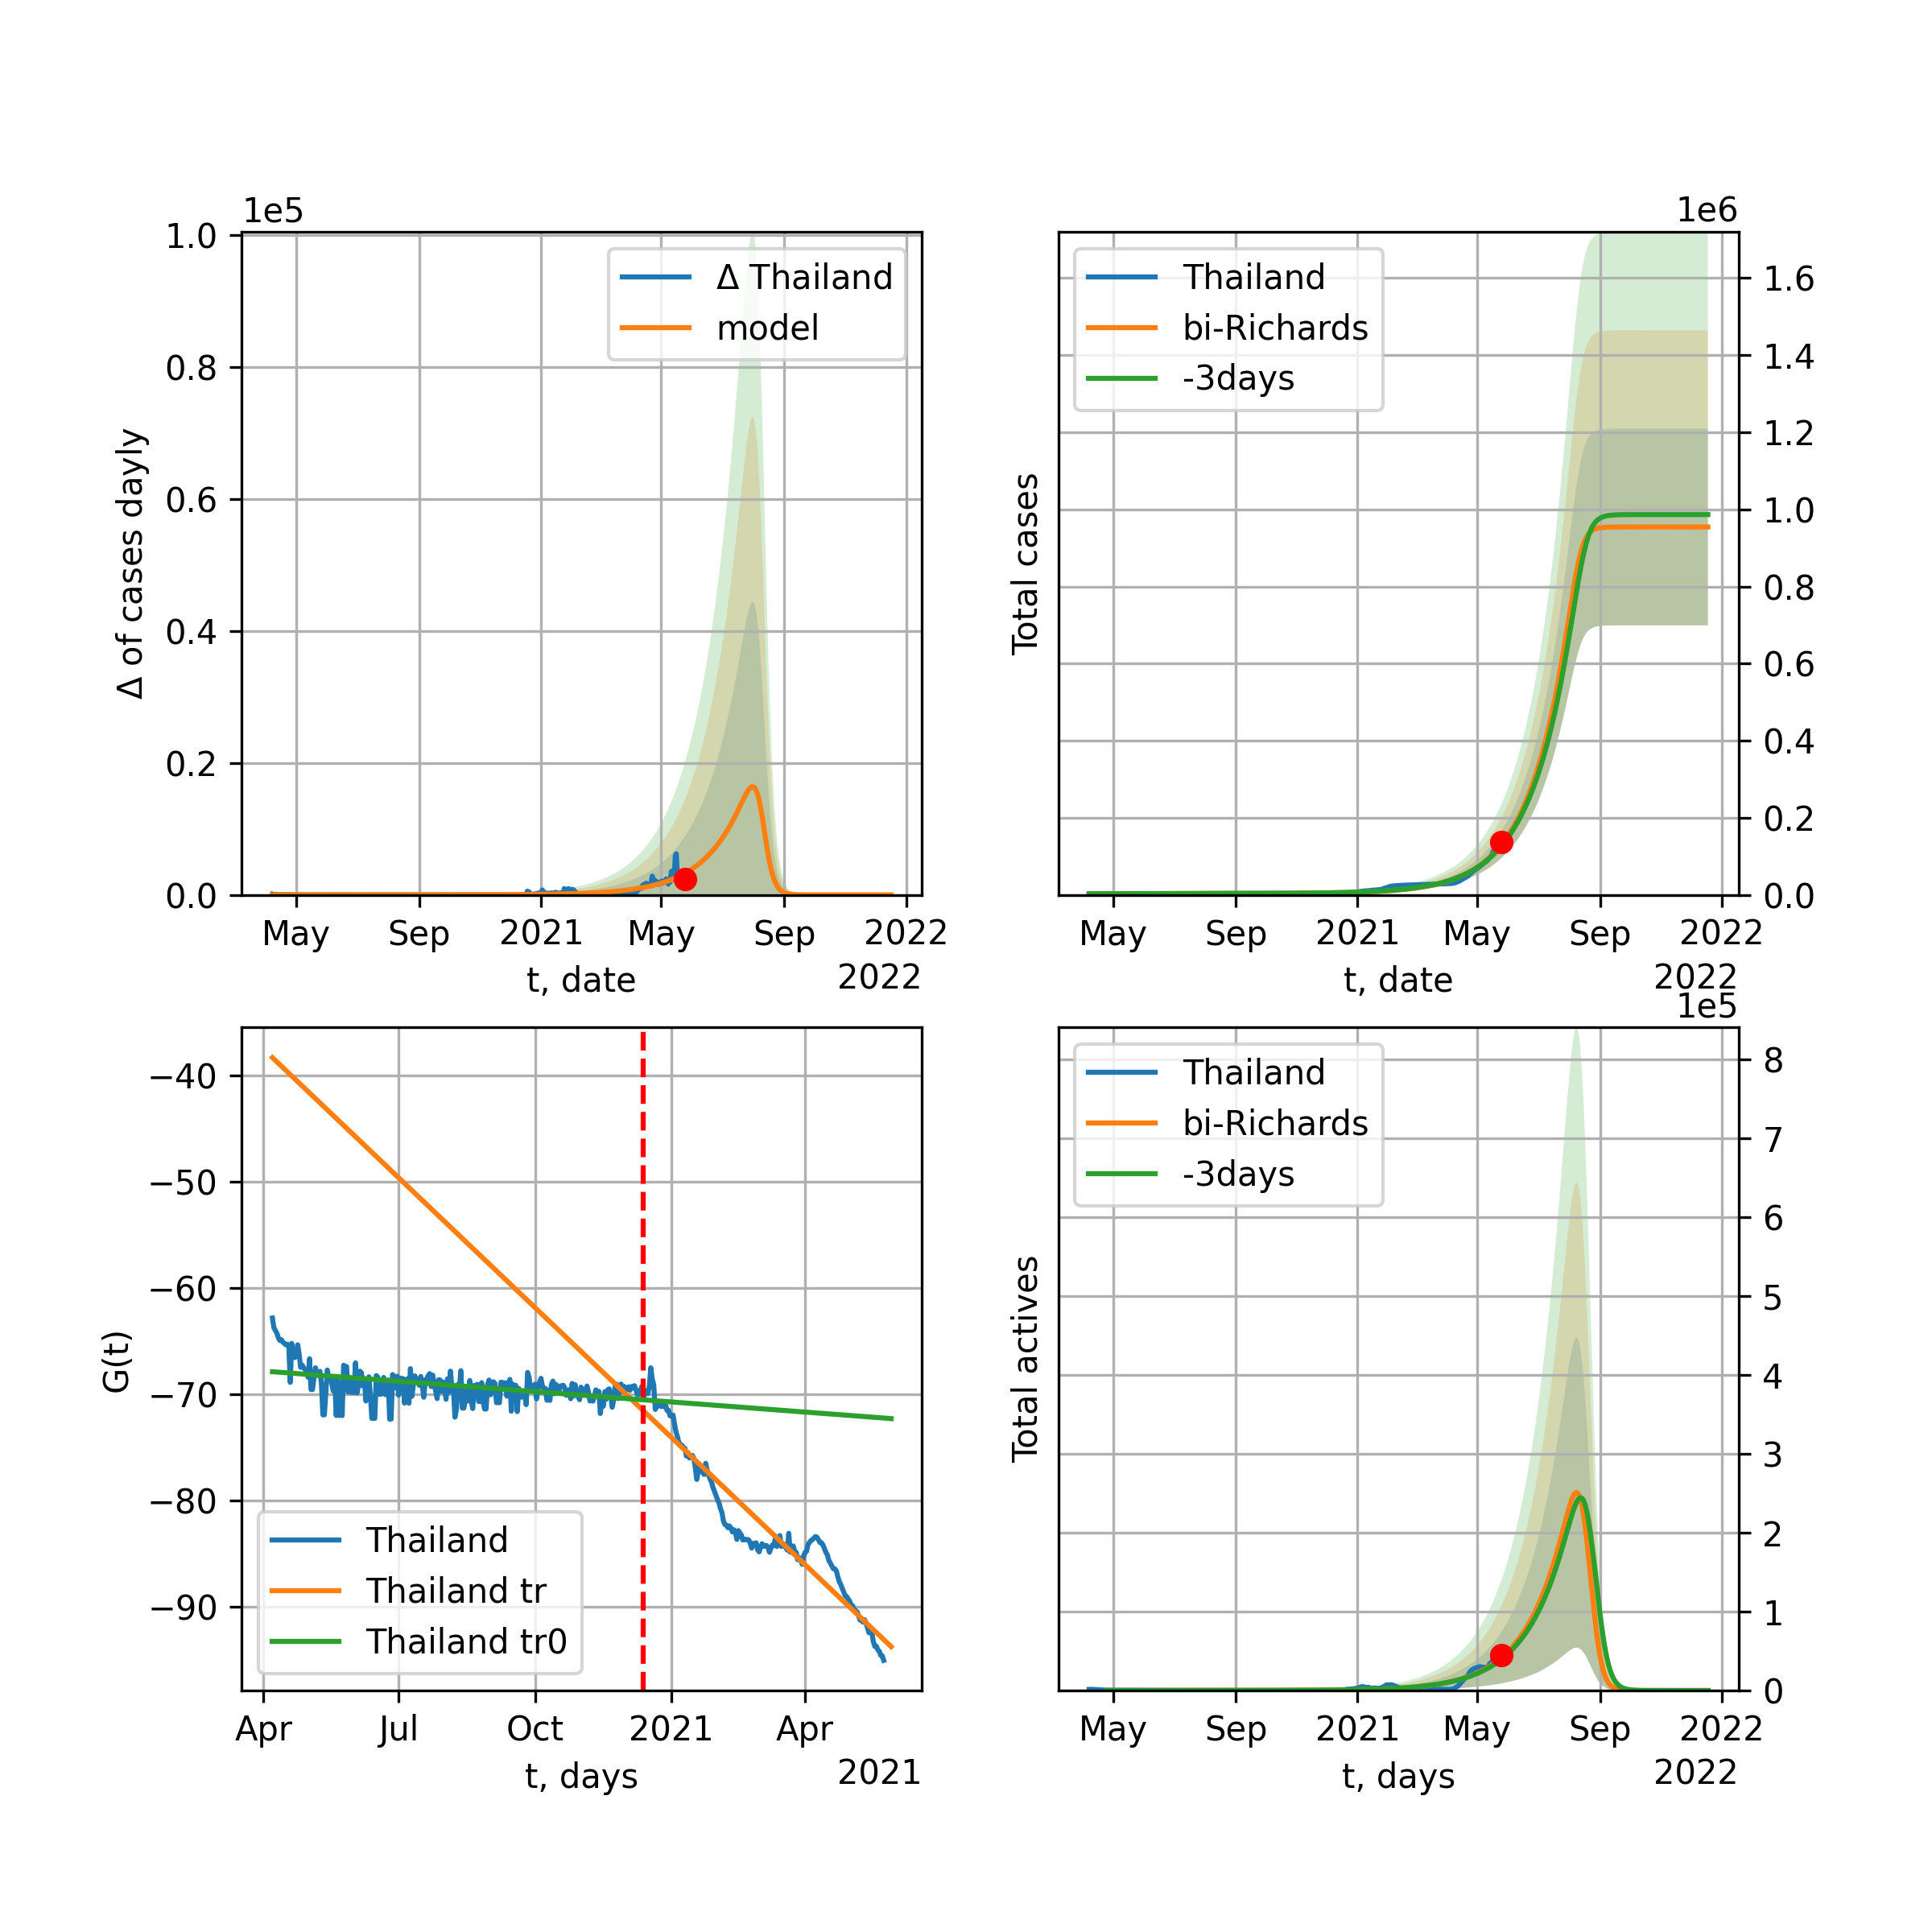 1e5
1.0
0.8
0.6
0.4
0.2
0.0
Δ of cases dayly
Δ Thailand
model
May Sep 2021 May Sep 2022
t, date
2022
1e6
Thailand
bi-Richards
-3days
Total cases
1.6
1.4
1.2
1.0
0.8
0.6
0.4
0.2
0.0
May Sep 2021 May Sep 2022
t, date
2022
−40
−50
−60
−70
−80
−90
G(t)
Thailand
Thailand tr
Thailand tr0
Apr Jul Oct 2021 Apr
t, days
2021
1e5
Thailand
bi-Richards
-3days
Total actives
8
7
6
5
4
3
2
1
0
May Sep 2021 May Sep 2022
t, days
2022